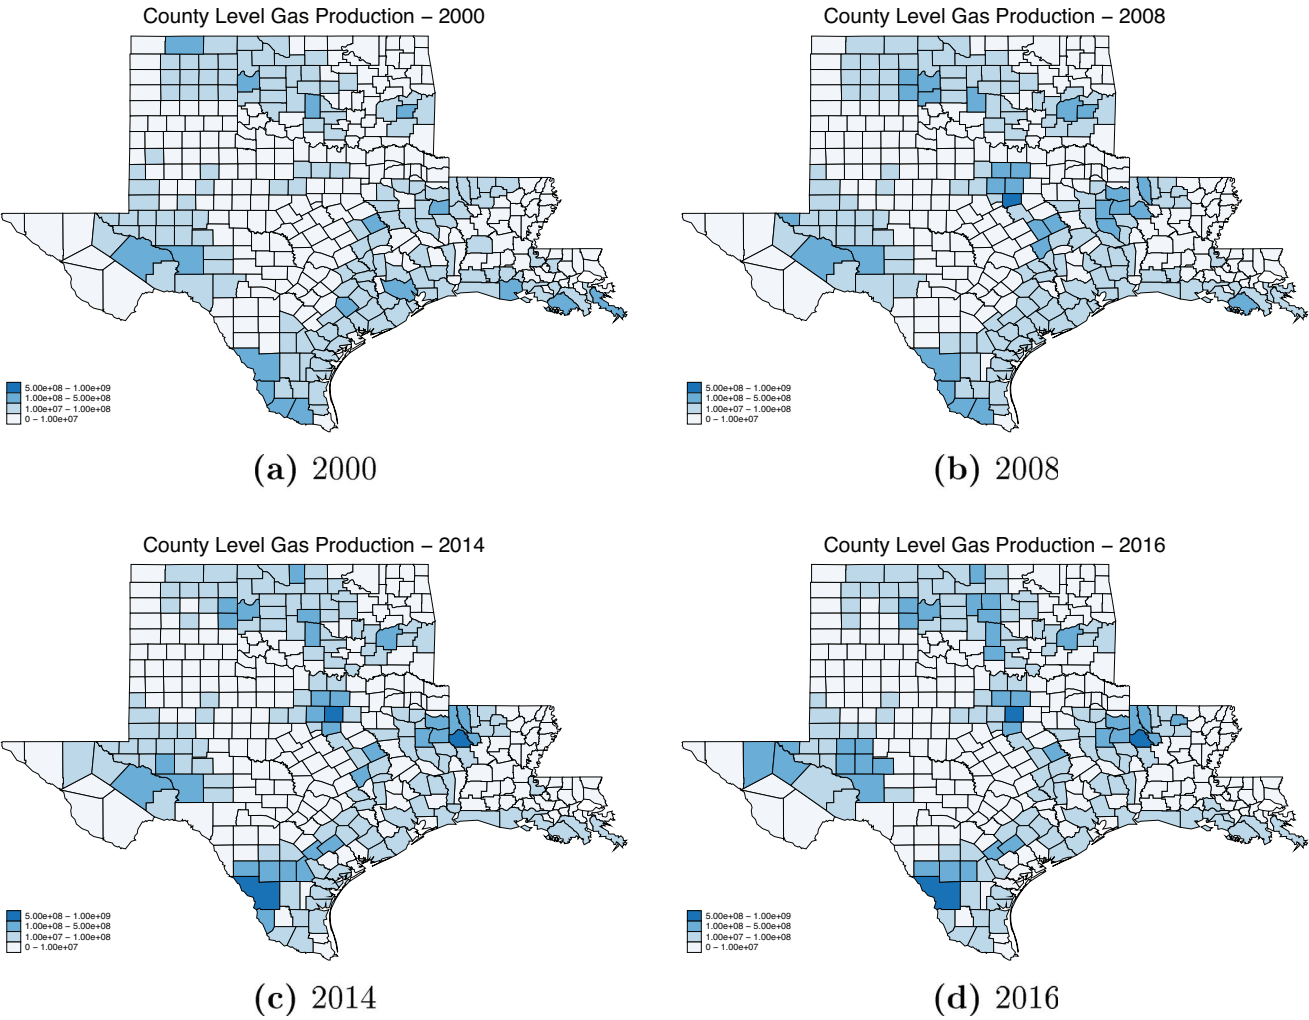 County Level Gas Production − 2000
5.00e+08 − 1.00e+09
1.00e+08 − 5.00e+08
1.00e+07 − 1.00e+08
0 − 1.00e+07
(a) 2000
County Level Gas Production − 2008
5.00e+08 − 1.00e+09
1.00e+08 − 5.00e+08
1.00e+07 − 1.00e+08
0 − 1.00e+07
(b) 2008
County Level Gas Production − 2014
5.00e+08 − 1.00e+09
1.00e+08 − 5.00e+08
1.00e+07 − 1.00e+08
0 − 1.00e+07
(c) 2014
County Level Gas Production − 2016
5.00e+08 − 1.00e+09
1.00e+08 − 5.00e+08
1.00e+07 − 1.00e+08
0 − 1.00e+07
(d) 2016